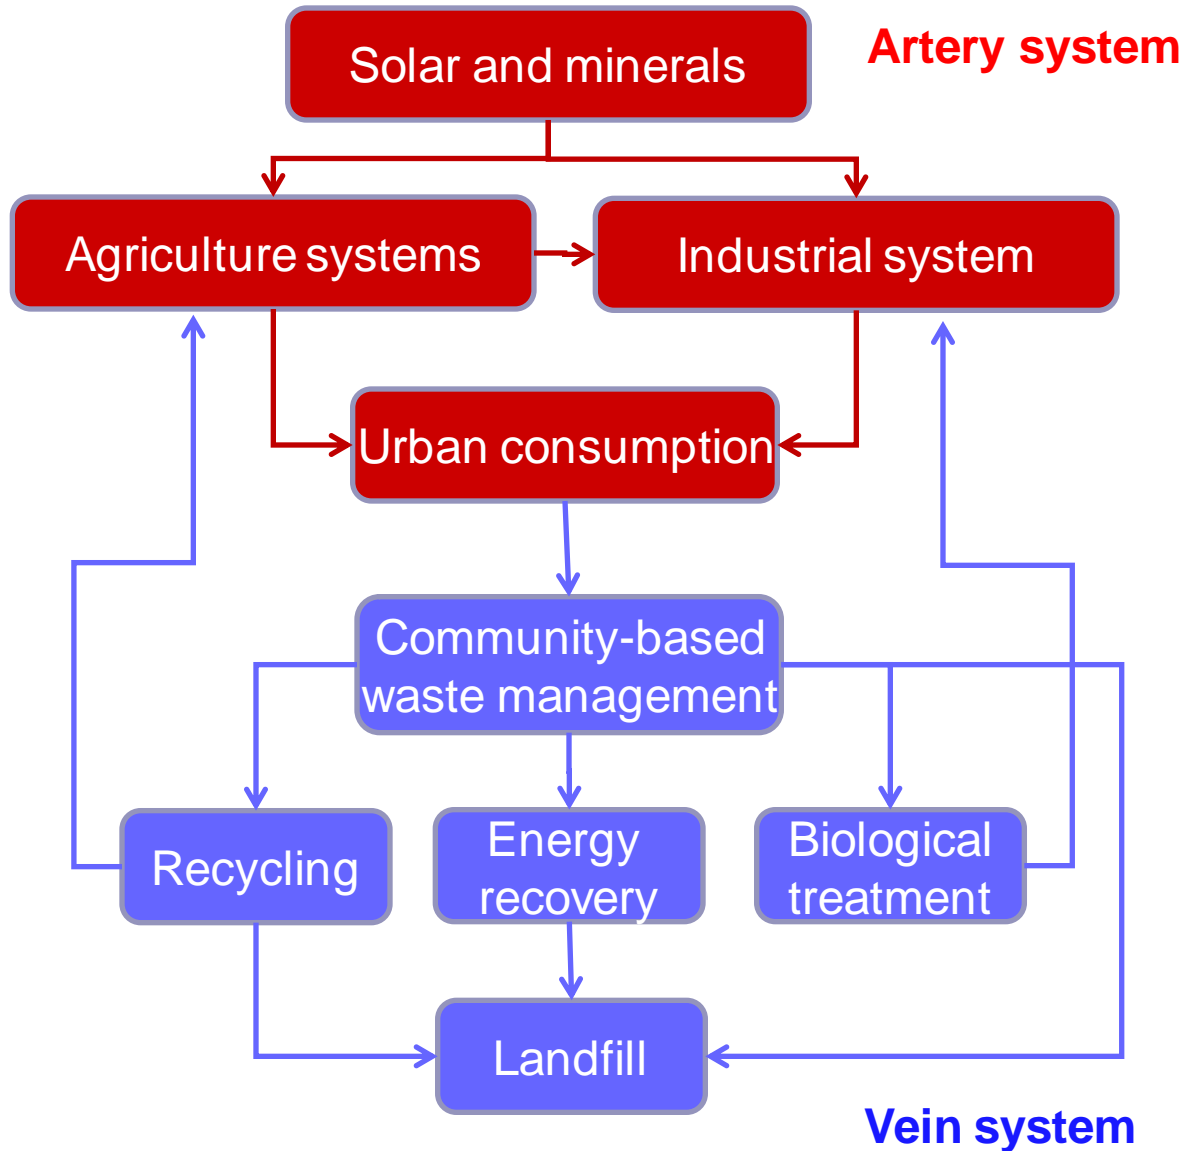 Solar and minerals
Artery system
Agriculture systems
Industrial system
Urban consumption
Community-based
waste management
Recycling
Energy
recovery
Biological
treatment
Landfill
Vein system